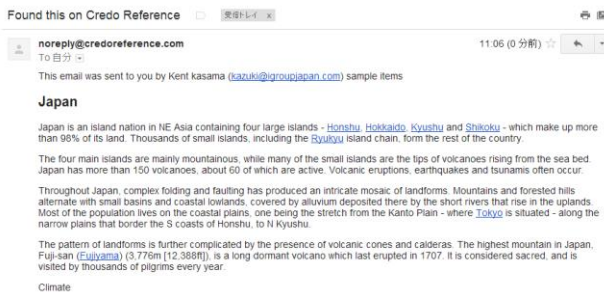 Found this on Credo Reference 受信トレイ x
noreply@credoreference.com 11:06 (0 分前)
To 自分
This email was sent to you by Kent kasama (kazuki@igroupjapan.com) sample items
Japan
Japan is an island nation in NE Asia containing four large islands - Honshu, Hokkaido, Kyushu and Shikoku - which make up more
than 98% of its land. Thousands of small islands, including the Ryukyu island chain, form the rest of the country.
The four main islands are mainly mountainous, while many of the small islands are the tips of volcanoes rising from the sea bed.
Japan has more than 150 volcanoes, about 60 of which are active. Volcanic eruptions, earthquakes and tsunamis often occur.
Throughout Japan, complex folding and faulting has produced an intricate mosaic of landforms. Mountains and forested hills
alternate with small basins and coastal lowlands, covered by alluvium deposited there by the short rivers that rise in the uplands.
Most of the population lives on the coastal plains, one being the stretch from the Kanto Plain - where Tokyo is situated - along the
narrow plains that border the S coasts of Honshu, to N Kyushu.
The pattern of landforms is further complicated by the presence of volcanic cones and calderas. The highest mountain in Japan,
Fuji-san (Fujiyama) (3,776m [12,388ft]), is a long dormant volcano which last erupted in 1707. It is considered sacred, and is
visited by thousands of pilgrims every year.
Climate